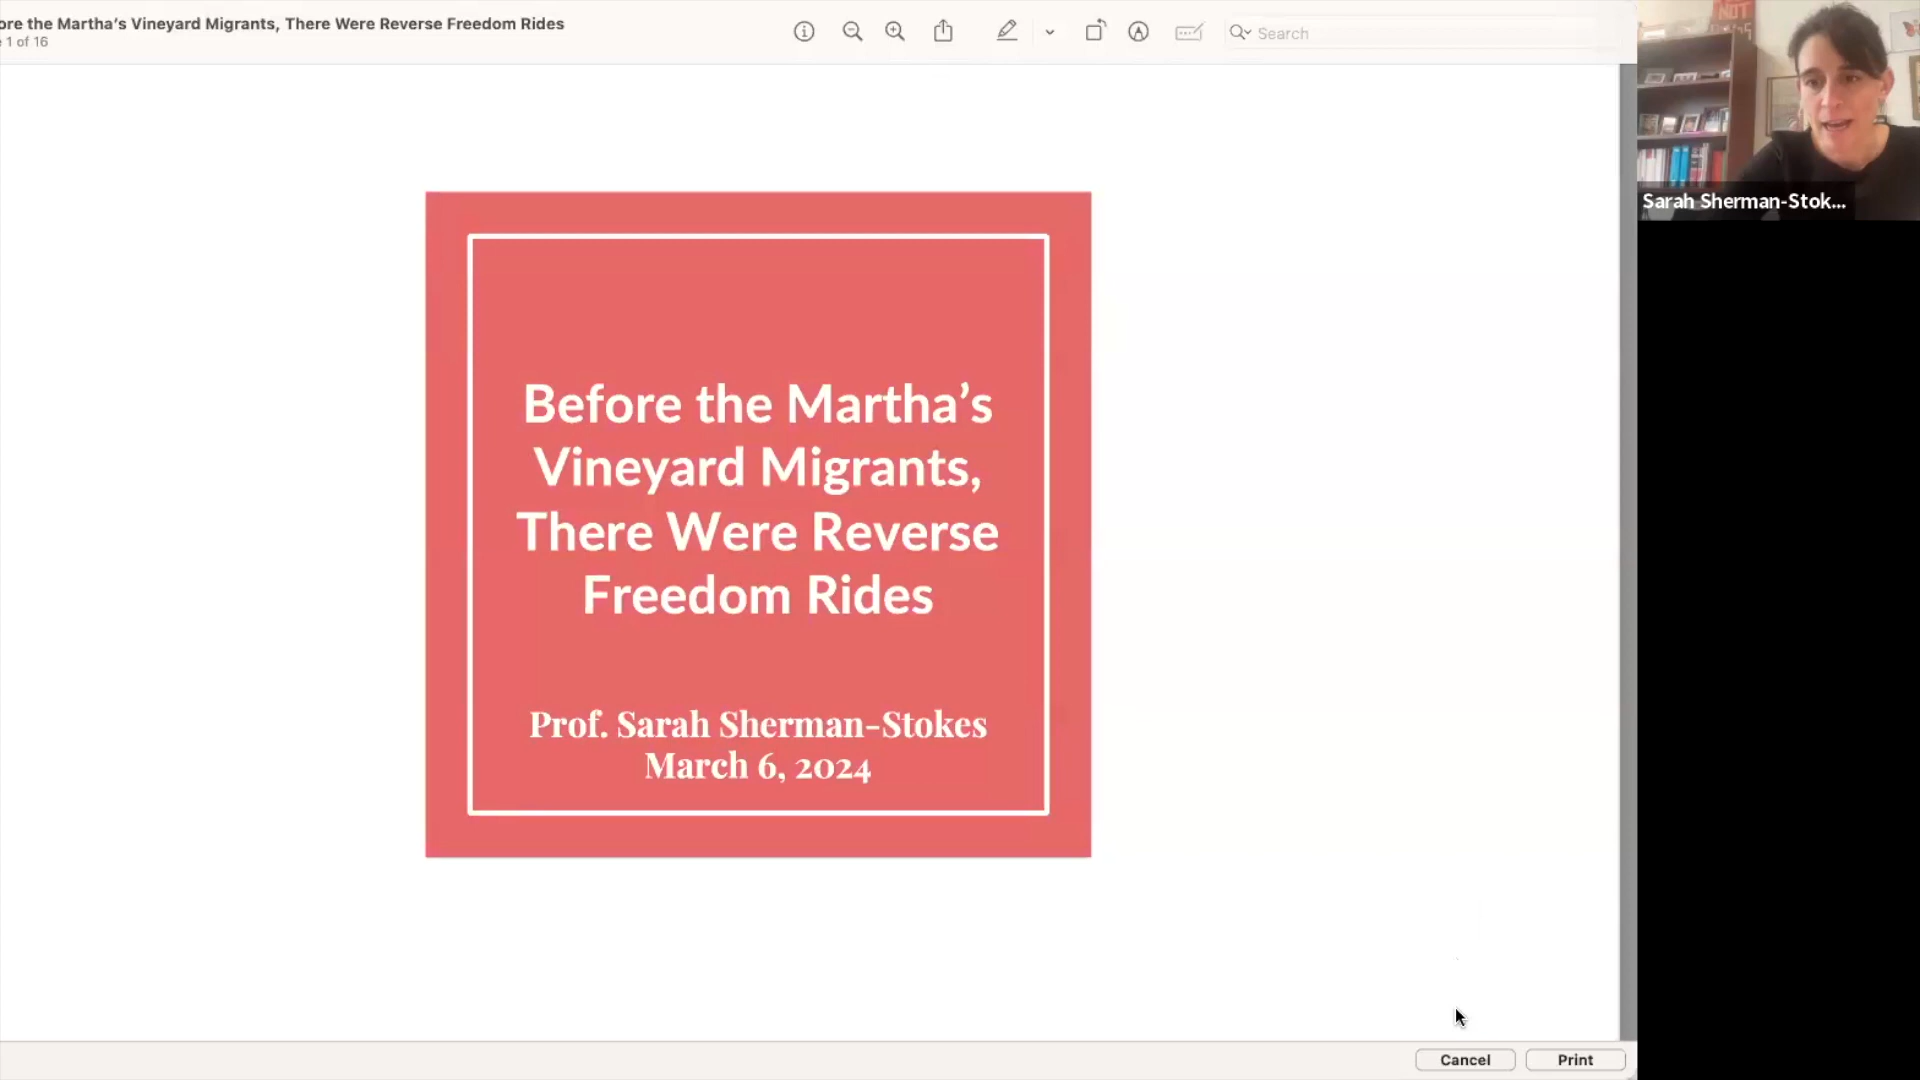 ore the Martha’s Vineyard Migrants, There Were Reverse Freedom Rides
1 of 16
Search
NOT
Sarah Sherman-Stok...
Before the Martha’s
Vineyard Migrants,
There Were Reverse
Freedom Rides
Prof. Sarah Sherman-Stokes
March 6, 2024
Cancel
Print